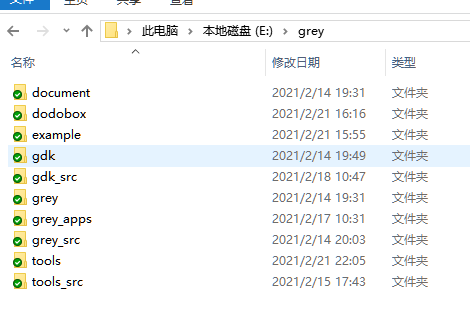 文件 主页 共享 查看
此电脑 › 本地磁盘 (E:) › grey
名称 修改日期 类型
document 2021/2/14 19:31 文件夹
dodobox 2021/2/21 16:16 文件夹
example 2021/2/21 15:55 文件夹
gdk 2021/2/14 19:49 文件夹
gdk_src 2021/2/18 10:47 文件夹
grey 2021/2/14 19:31 文件夹
grey_apps 2021/2/17 10:31 文件夹
grey_src 2021/2/14 20:03 文件夹
tools 2021/2/21 22:05 文件夹
tools_src 2021/2/15 17:43 文件夹